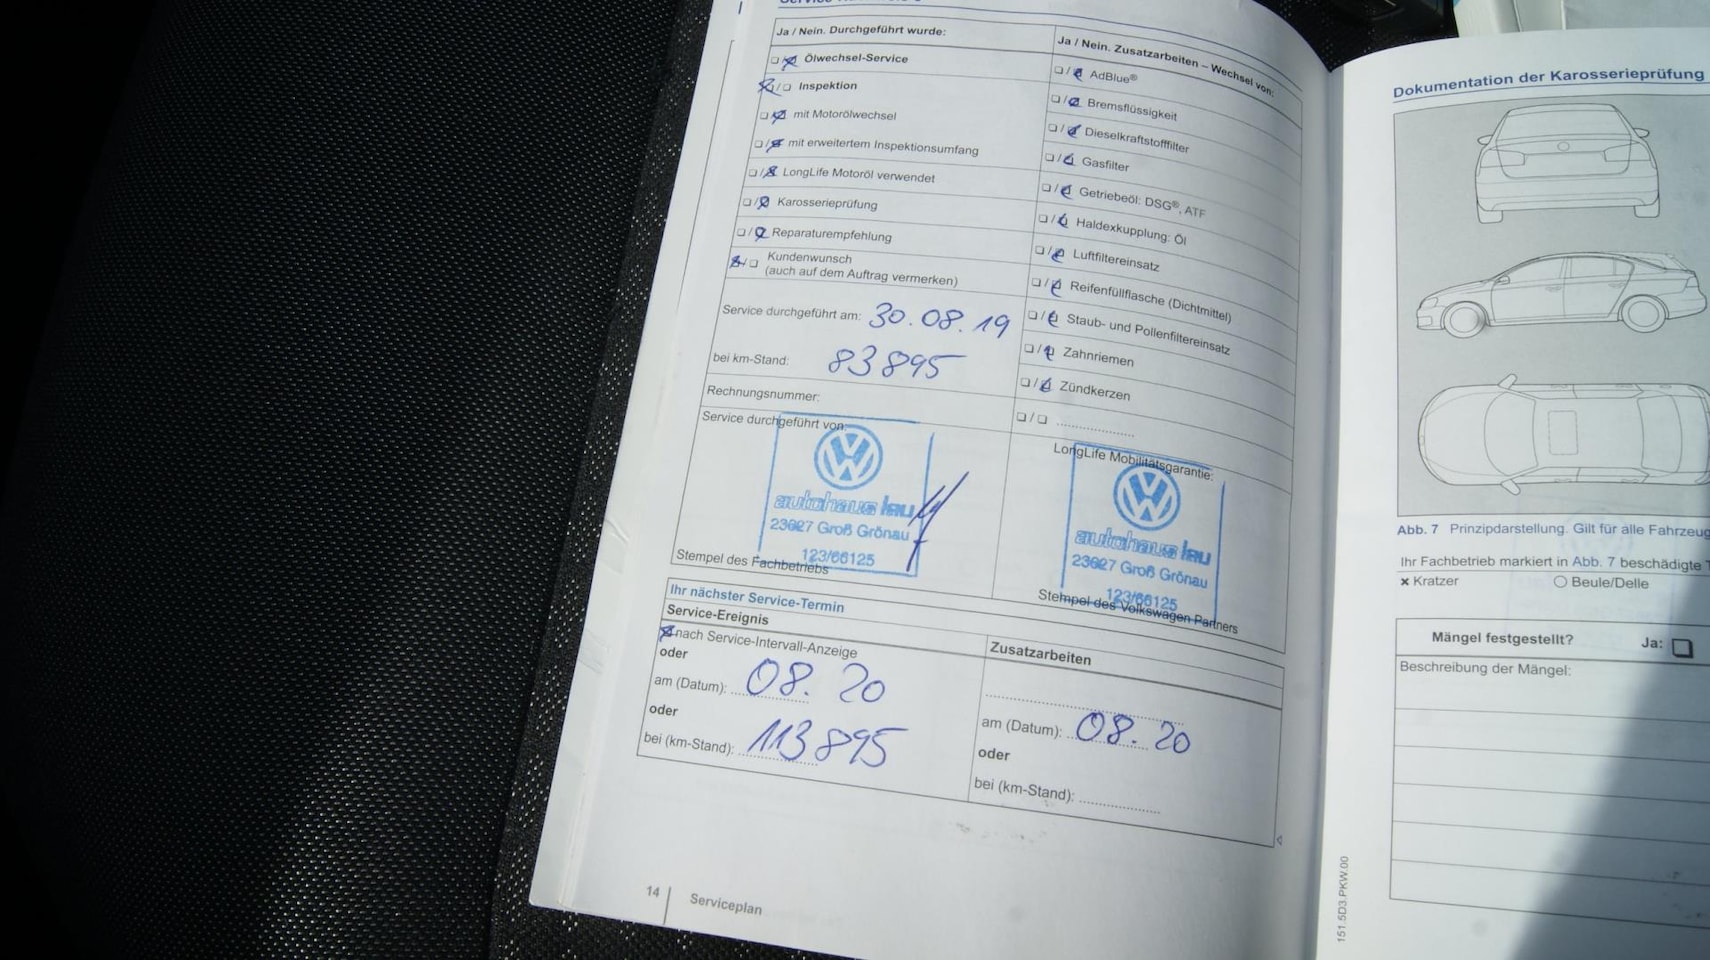 Ja / Nein. Durchgeführt wurde:
❏ / ❏ Ölwechsel-Service
❏ / ❏ Inspektion
❏ / ❏ mit Motorölwechsel
❏ / ❏ mit erweitertem Inspektionsumfang
❏ / ❏ LongLife Motoröl verwendet
❏ / ❏ Karosserieprüfung
❏ / ❏ Reparaturempfehlung
❏ / ❏ Kundenwunsch
(auch auf dem Auftrag vermerken)
Service durchgeführt am: 30.08.19
bei km-Stand: 83895
Rechnungsnummer:
Service durchgeführt von:
autohaus lau
23627 Groß Grönau
123/66125
Stempel des Fachbetriebs
Ja / Nein. Zusatzarbeiten – Wechsel von:
❏ / ❏ AdBlue®
❏ / ❏ Bremsflüssigkeit
❏ / ❏ Dieselkraftstofffilter
❏ / ❏ Gasfilter
❏ / ❏ Getriebeöl: DSG®, ATF
❏ / ❏ Haldexkupplung: Öl
❏ / ❏ Luftfiltereinsatz
❏ / ❏ Reifenfüllflasche (Dichtmittel)
❏ / ❏ Staub- und Pollenfiltereinsatz
❏ / ❏ Zahnriemen
❏ / ❏ Zündkerzen
❏ / ❏ ....................
LongLife Mobilitätsgarantie:
autohaus lau
23627 Groß Grönau
123/66125
Stempel des Volkswagen Partners
Ihr nächster Service-Termin
Service-Ereignis
nach Service-Intervall-Anzeige
oder
am (Datum): 08. 20
oder
bei (km-Stand): 113895
Zusatzarbeiten
am (Datum): 08. 20
oder
bei (km-Stand): ....................
14 Serviceplan
Dokumentation der Karosserieprüfung
Abb. 7 Prinzipdarstellung. Gilt für alle
Ihr Fachbetrieb markiert in Abb. 7 beschädigte
× Kratzer ○ Beule/Delle
Mängel festgestellt? Ja: ❏
Beschreibung der Mängel:
151.5D3.PKW.00